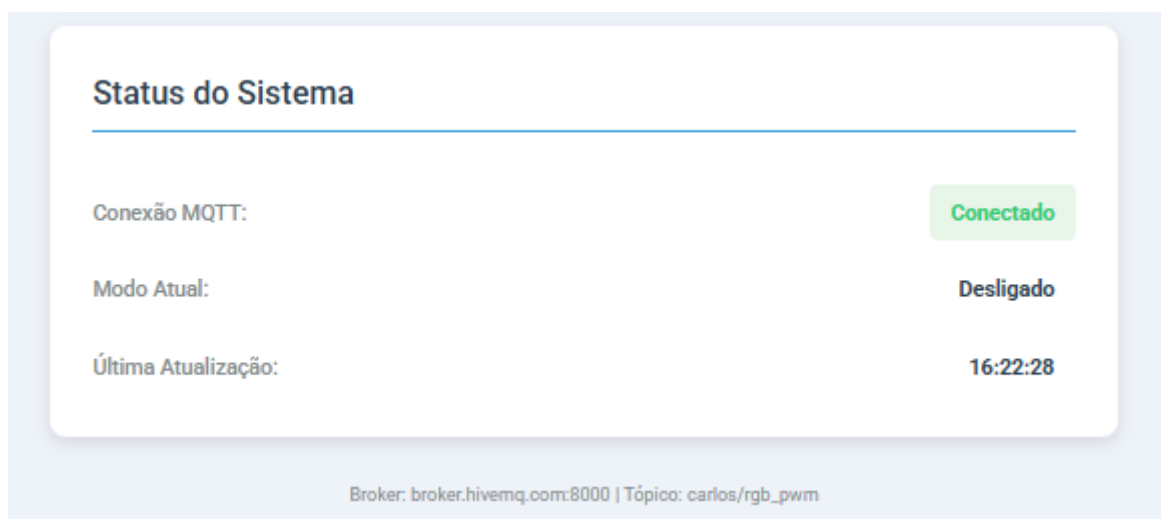 Status do Sistema
Conexão MQTT: Conectado
Modo Atual: Desligado
Última Atualização: 16:22:28
Broker: broker.hivemq.com:8000 | Tópico: carlos/rgb_pwm